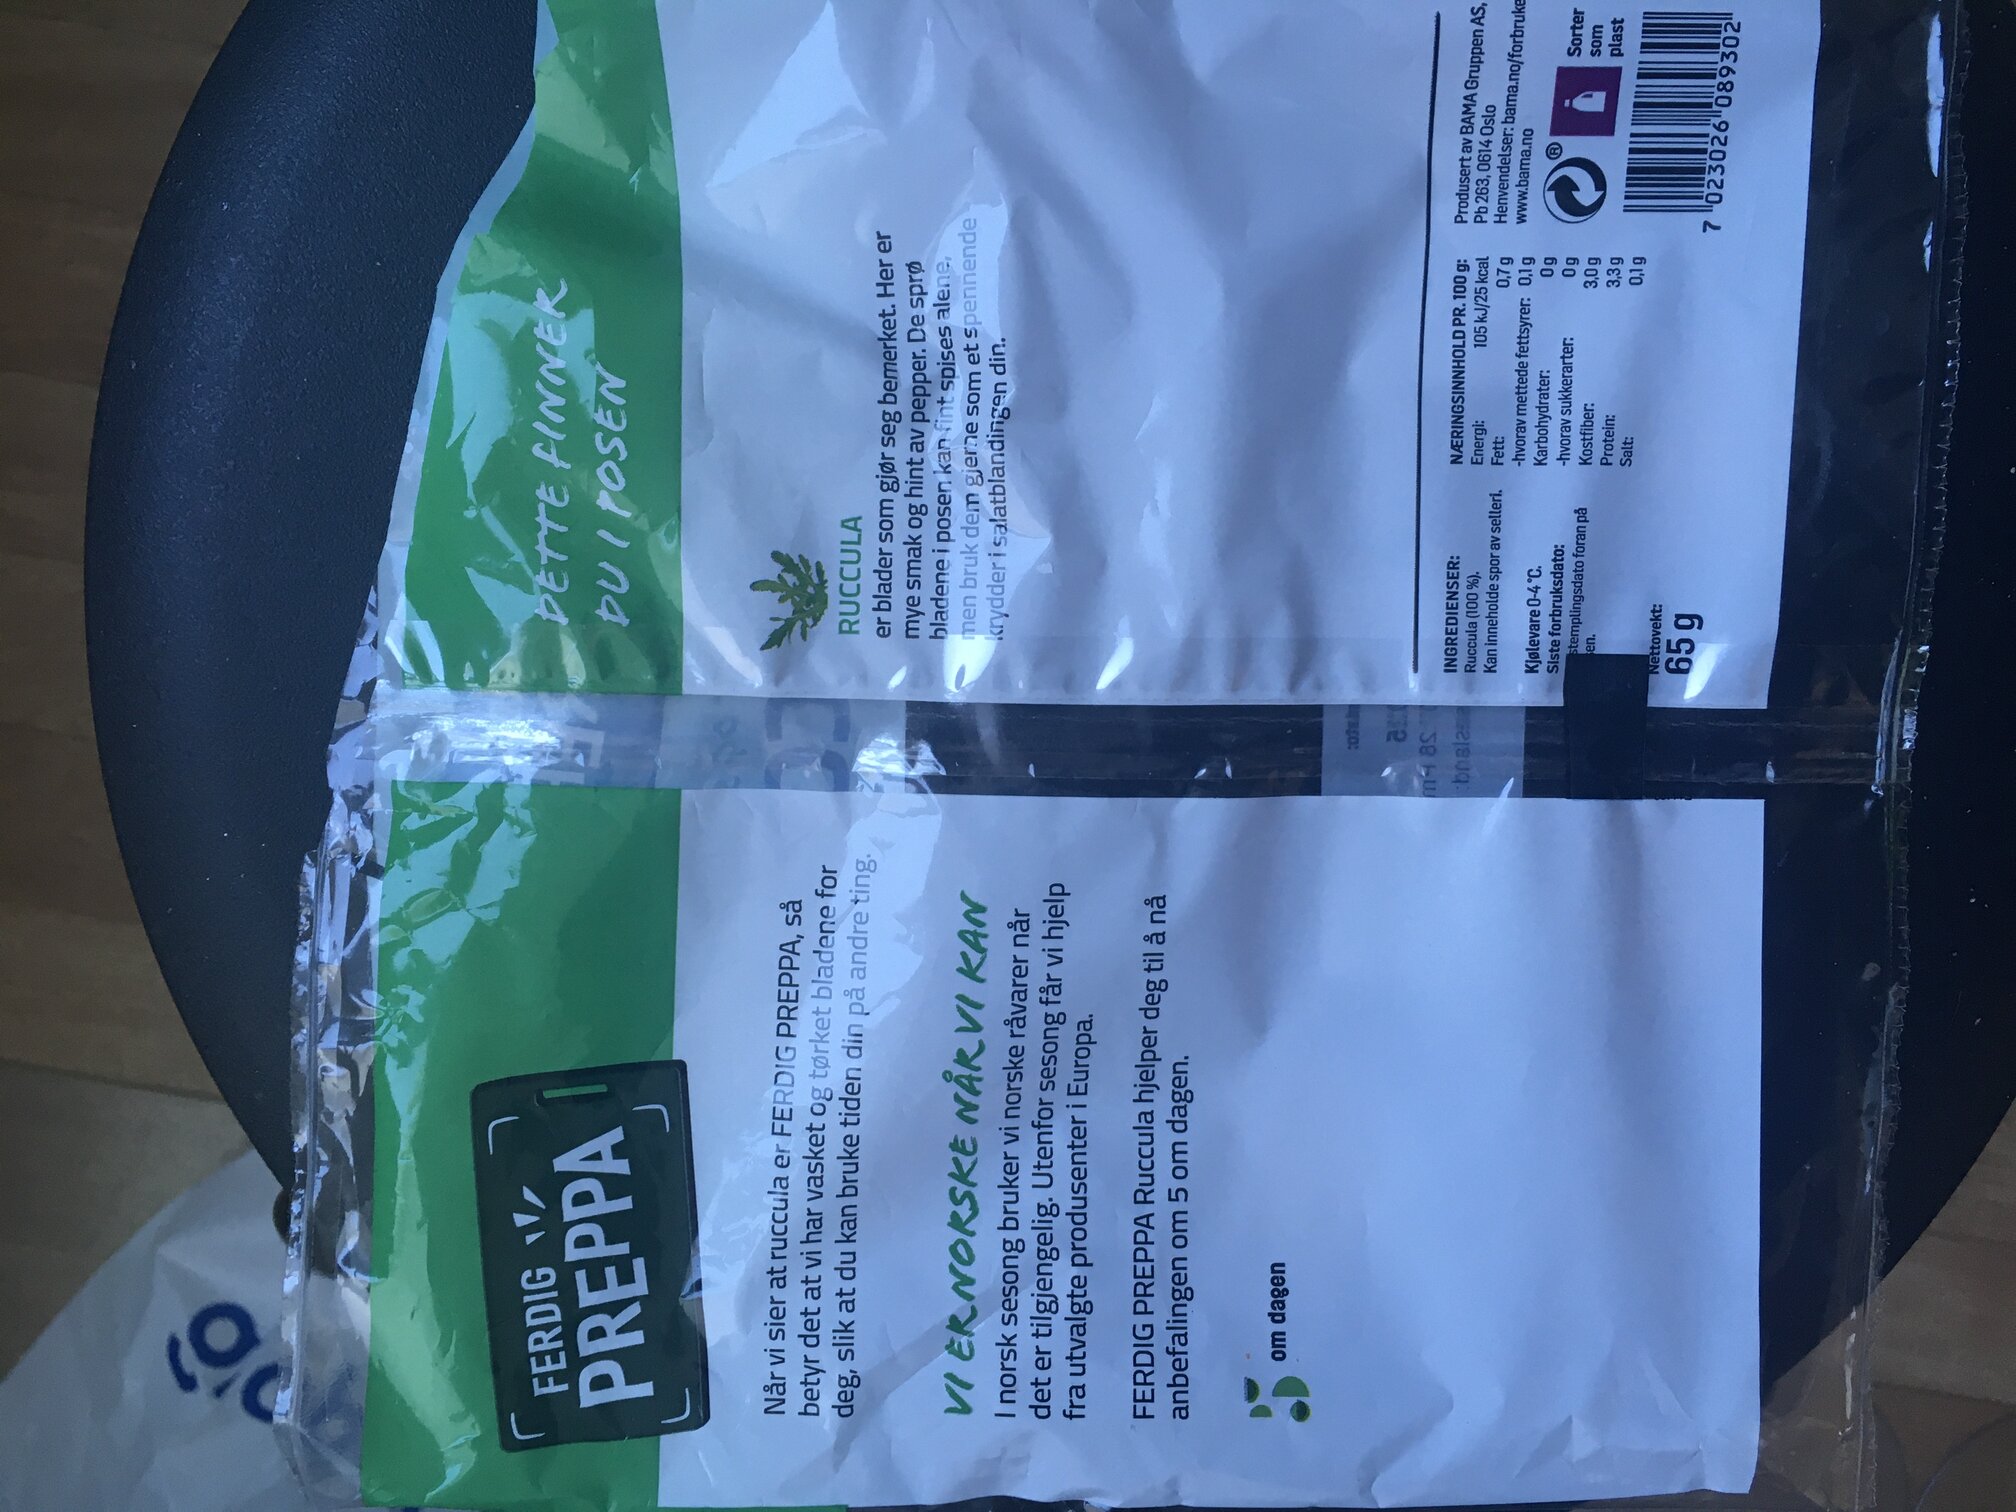 FERDIG
PREPPA
Når vi sier at ruccula er FERDIG PREPPA, så
betyr det at vi har vasket og tørket bladene for
deg, slik at du kan bruke tiden din på andre ting.
VI ER NORSKE NÅR VI KAN
I norsk sesong bruker vi norske råvarer når
det er tilgjengelig. Utenfor sesong får vi hjelp
fra utvalgte produsenter i Europa.
FERDIG PREPPA Ruccula hjelper deg til å nå
anbefalingen om 5 om dagen.
5 om dagen
DETTE FINNER
DU I POSEN
RUCCULA
er blader som gjør seg bemerket. Her er
mye smak og hint av pepper. De sprø
bladene i posen kan fint spises alene,
men bruk dem gjerne som et spennende
krydder i salatblandingen din.
INGREDIENSER:
Ruccula (100 %).
Kan inneholde spor av selleri.
Kjølevare 0-4 °C.
Siste forbruksdato:
stemplingsdato foran på
Nettovekt:
65 g
NÆRINGSINNHOLD PR. 100 g:
Energi: 105 kJ/25 kcal
Fett: 0,7 g
-hvorav mettede fettsyrer: 0,1 g
Karbohydrater: 0 g
-hvorav sukkerarter: 0 g
Kostfiber: 3,0 g
Protein: 3,3 g
Salt: 0,1 g
Produsert av BAMA Gruppen AS,
Pb 263, 0614 Oslo
Henvendelser: bama.no/forbruke
www.bama.no
®
Sorter
som
plast
7 023026 089302